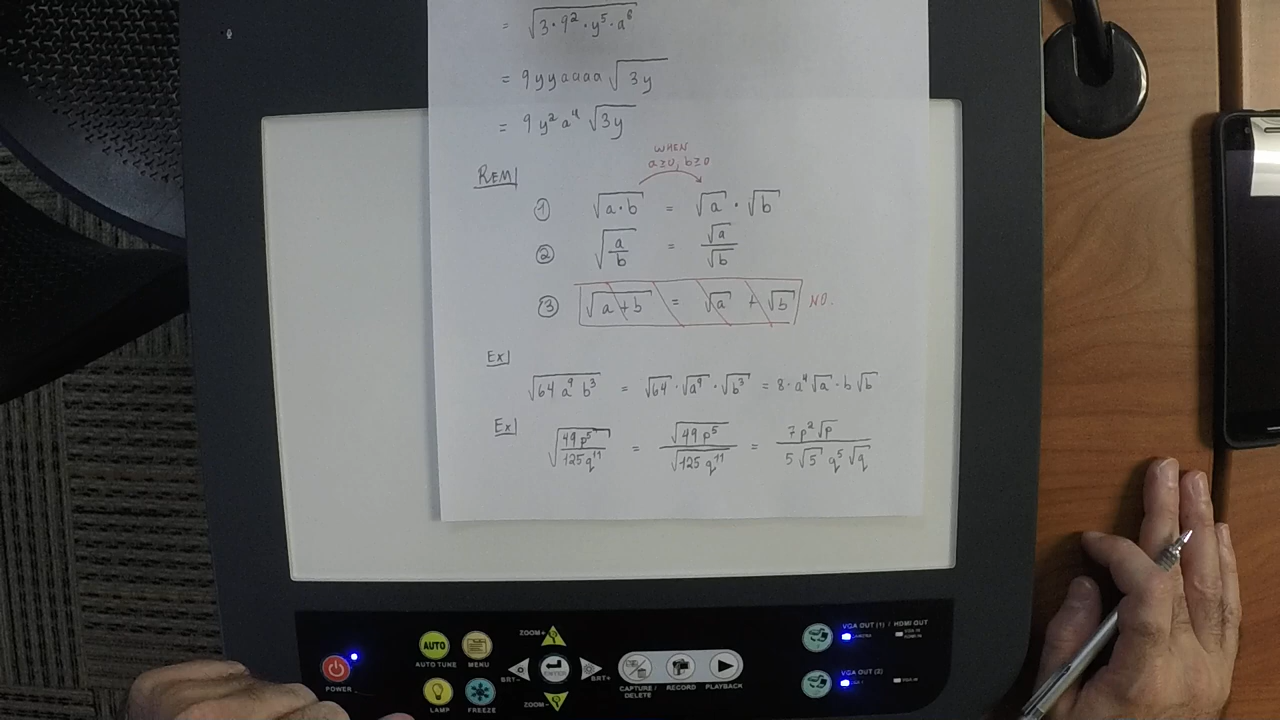 = √3·9²·y⁵·a⁸
= 9yyaaaa√3y
= 9y²a⁴√3y
WHEN
a≥0, b≥0
REM
① √a·b = √a · √b
② √a/b = √a/√b
③ √a+b = √a + √b NO.
Ex
√64a⁹b³ = √64·√a⁹·√b³ = 8·a⁴√a·b√b
Ex
√49p⁵/125q¹¹ = √49p⁵/√125q¹¹ = 7p²√p/5√5 q⁵√q
VGA OUT (1) / HDMI OUT
ZOOM+
AUTO
AUTO TUNE
MENU
BRT-
ENTER
BRT+
POWER
CAPTURE / DELETE
RECORD
PLAYBACK
VGA OUT (2)
LAMP
FREEZE
ZOOM-